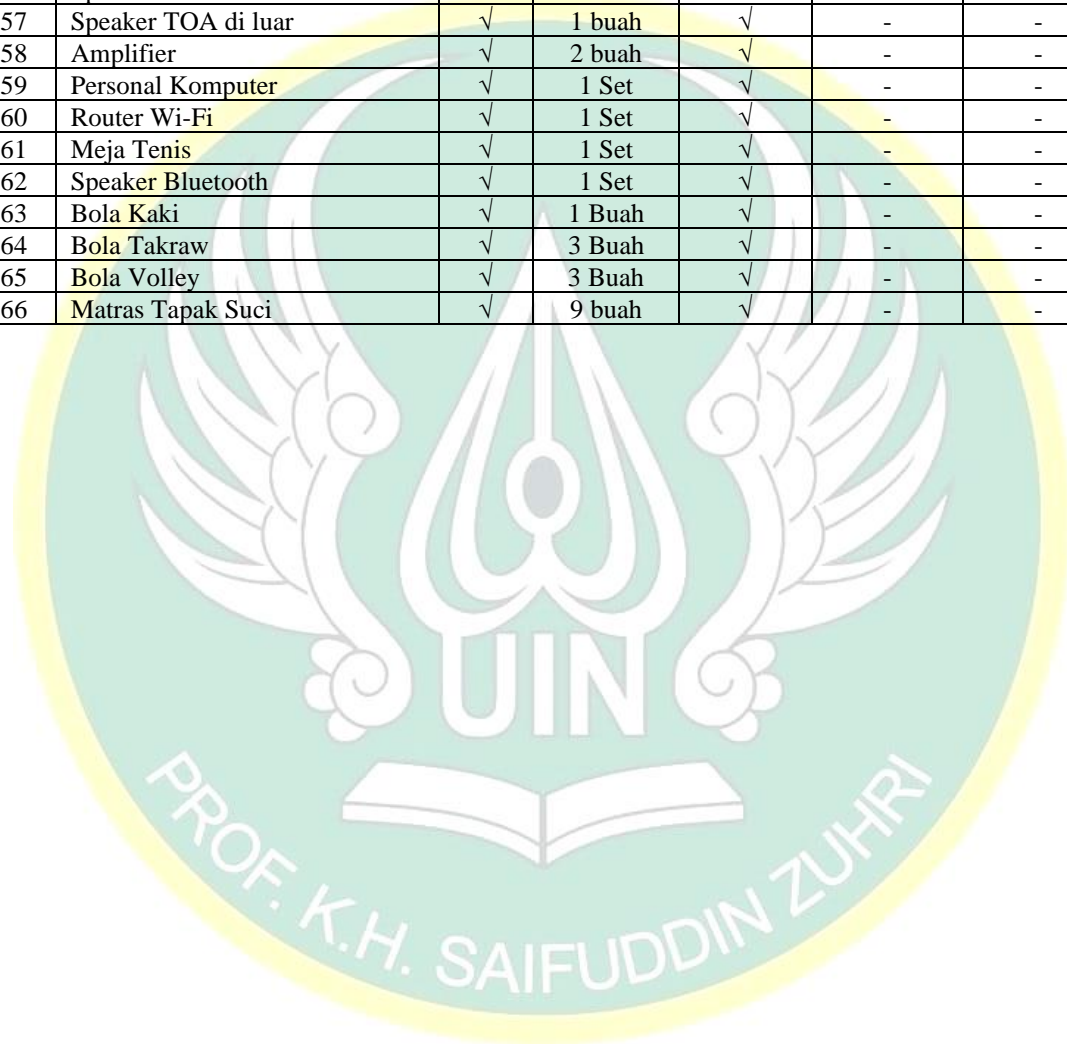 57 Speaker TOA di luar √ 1 buah √ - -
58 Amplifier √ 2 buah √ - -
59 Personal Komputer √ 1 Set √ - -
60 Router Wi-Fi √ 1 Set √ - -
61 Meja Tenis √ 1 Set √ - -
62 Speaker Bluetooth √ 1 Set √ - -
63 Bola Kaki √ 1 Buah √ - -
64 Bola Takraw √ 3 Buah √ - -
65 Bola Volley √ 3 Buah √ - -
66 Matras Tapak Suci √ 9 buah √ - -
UIN
PROF. K.H. SAIFUDDIN ZUHRI